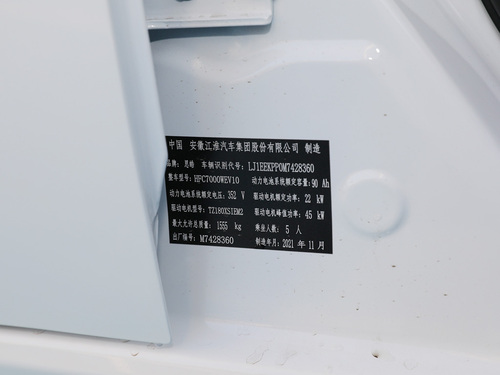 中国 安徽江淮汽车集团股份有限公司 制造
品牌：思皓 车辆识别代号：LJ1EEKPP0M7428360
整车型号：HFC7000WEV10 动力电池系统额定容量：90 Ah
动力电池系统额定电压：352 V 驱动电机额定功率：22 kW
驱动电机型号：TZ180XS1EM2 驱动电机峰值功率：45 kW
最大允许总质量：1555 kg 乘坐人数：5 人
出厂编号：M7428360 制造年月：2021 年 11 月